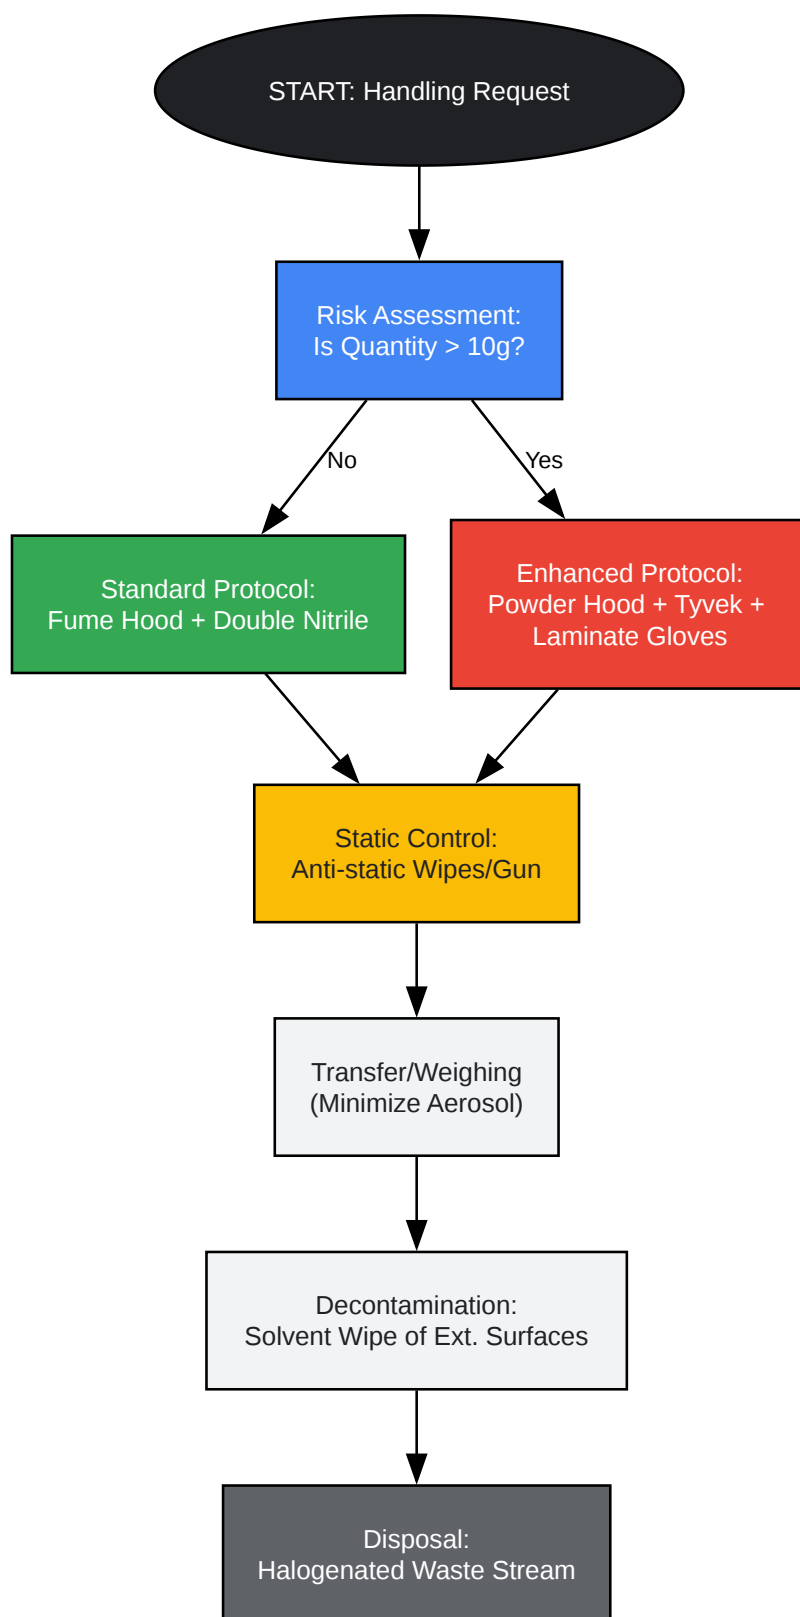 START: Handling Request
Risk Assessment:
Is Quantity > 10g?
No
Yes
Standard Protocol:
Fume Hood + Double Nitrile
Enhanced Protocol:
Powder Hood + Tyvek +
Laminate Gloves
Static Control:
Anti-static Wipes/Gun
Transfer/Weighing
(Minimize Aerosol)
Decontamination:
Solvent Wipe of Ext. Surfaces
Disposal:
Halogenated Waste Stream